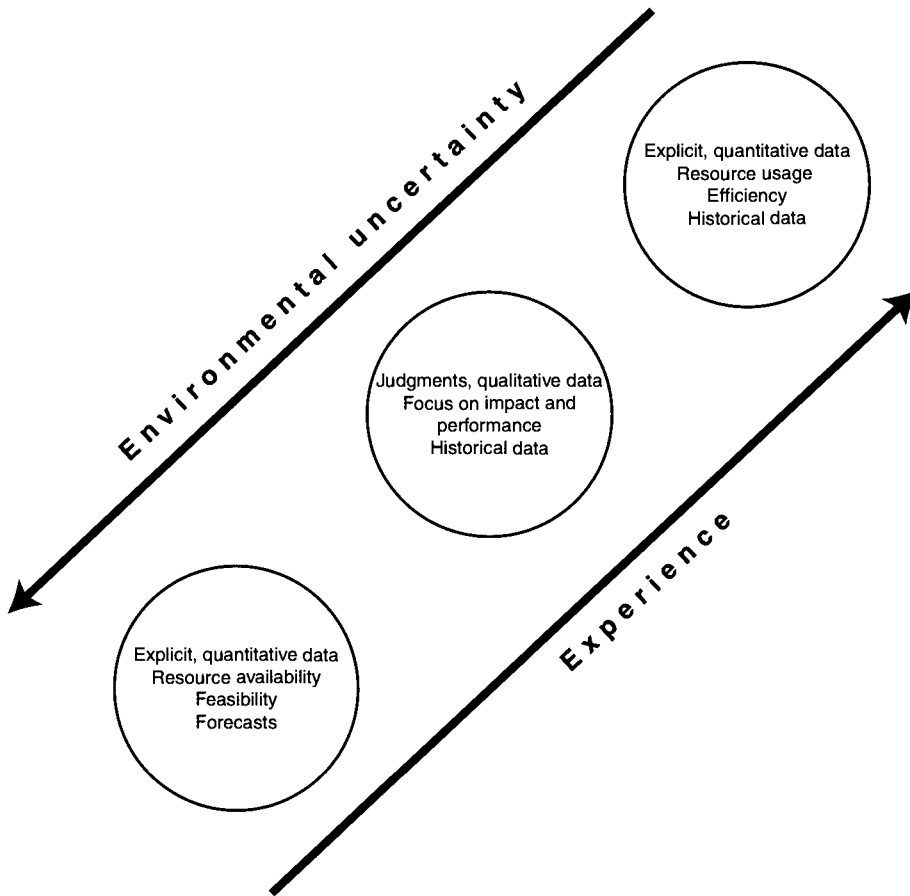 Environmental uncertainty
Explicit, quantitative data
Resource usage
Efficiency
Historical data
Judgments, qualitative data
Focus on impact and
performance
Historical data
Experience
Explicit, quantitative data
Resource availability
Feasibility
Forecasts